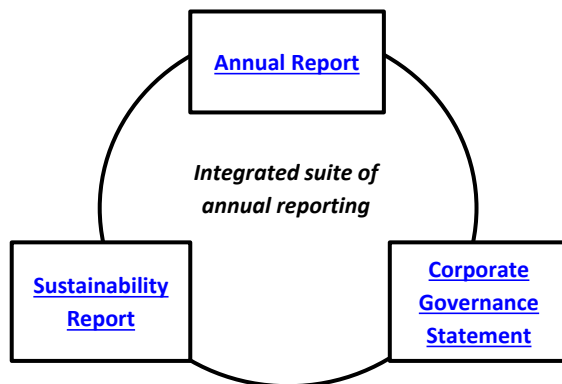 Annual Report
Integrated suite of
annual reporting
Sustainability
Report
Corporate
Governance
Statement